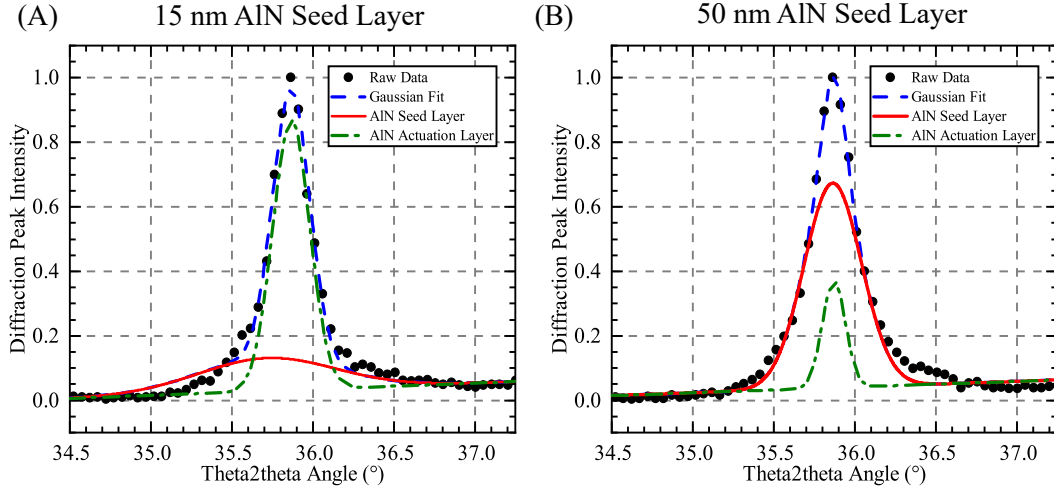 (A)
15 nm AlN Seed Layer
Diffraction Peak Intensity
1.0
0.8
0.6
0.4
0.2
0.0
Raw Data
Gaussian Fit
AlN Seed Layer
AlN Actuation Layer
34.5 35.0 35.5 36.0 36.5 37.0
Theta2theta Angle (°)
(B)
50 nm AlN Seed Layer
Diffraction Peak Intensity
1.0
0.8
0.6
0.4
0.2
0.0
Raw Data
Gaussian Fit
AlN Seed Layer
AlN Actuation Layer
34.5 35.0 35.5 36.0 36.5 37.0
Theta2theta Angle (°)